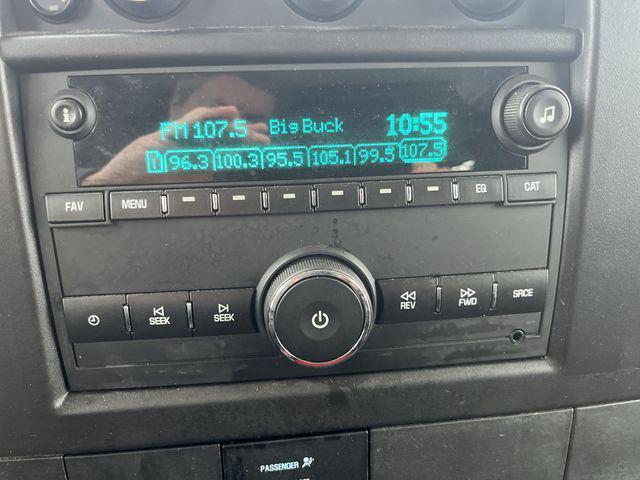 FM 107.5 Big Buck 10:55
1 96.3 100.3 95.5 105.1 99.5 107.5
FAV MENU EQ CAT
SEEK SEEK REV FWD SRCE
PASSENGER